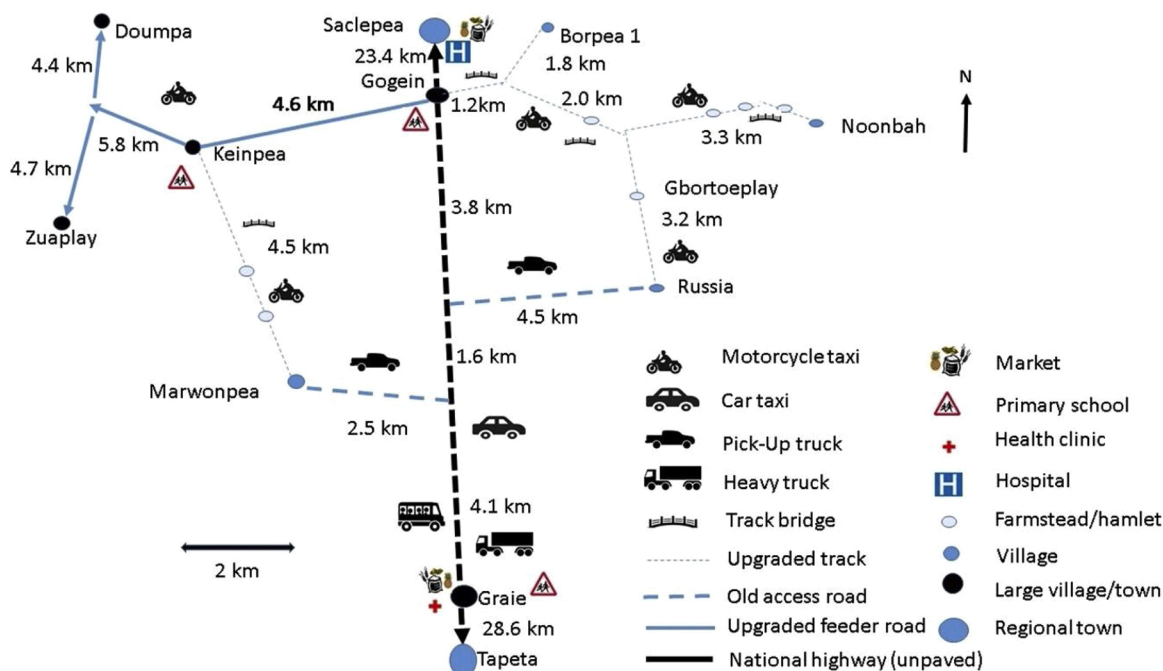 Doumpa
4.4 km
Saclepea
23.4 km
H
Gogein
Borpea 1
1.8 km
1.2km
2.0 km
4.6 km
5.8 km
Keinpea
4.7 km
Zuaplay
3.3 km
Noonbah
N
Gbortoeplay
3.2 km
3.8 km
4.5 km
Russia
4.5 km
1.6 km
Marwonpea
2.5 km
4.1 km
2 km
Graie
28.6 km
Tapeta
Motorcycle taxi
Car taxi
Pick-Up truck
Heavy truck
Track bridge
Upgraded track
Old access road
Upgraded feeder road
National highway (unpaved)
Market
Primary school
Health clinic
H
Hospital
Farmstead/hamlet
Village
Large village/town
Regional town